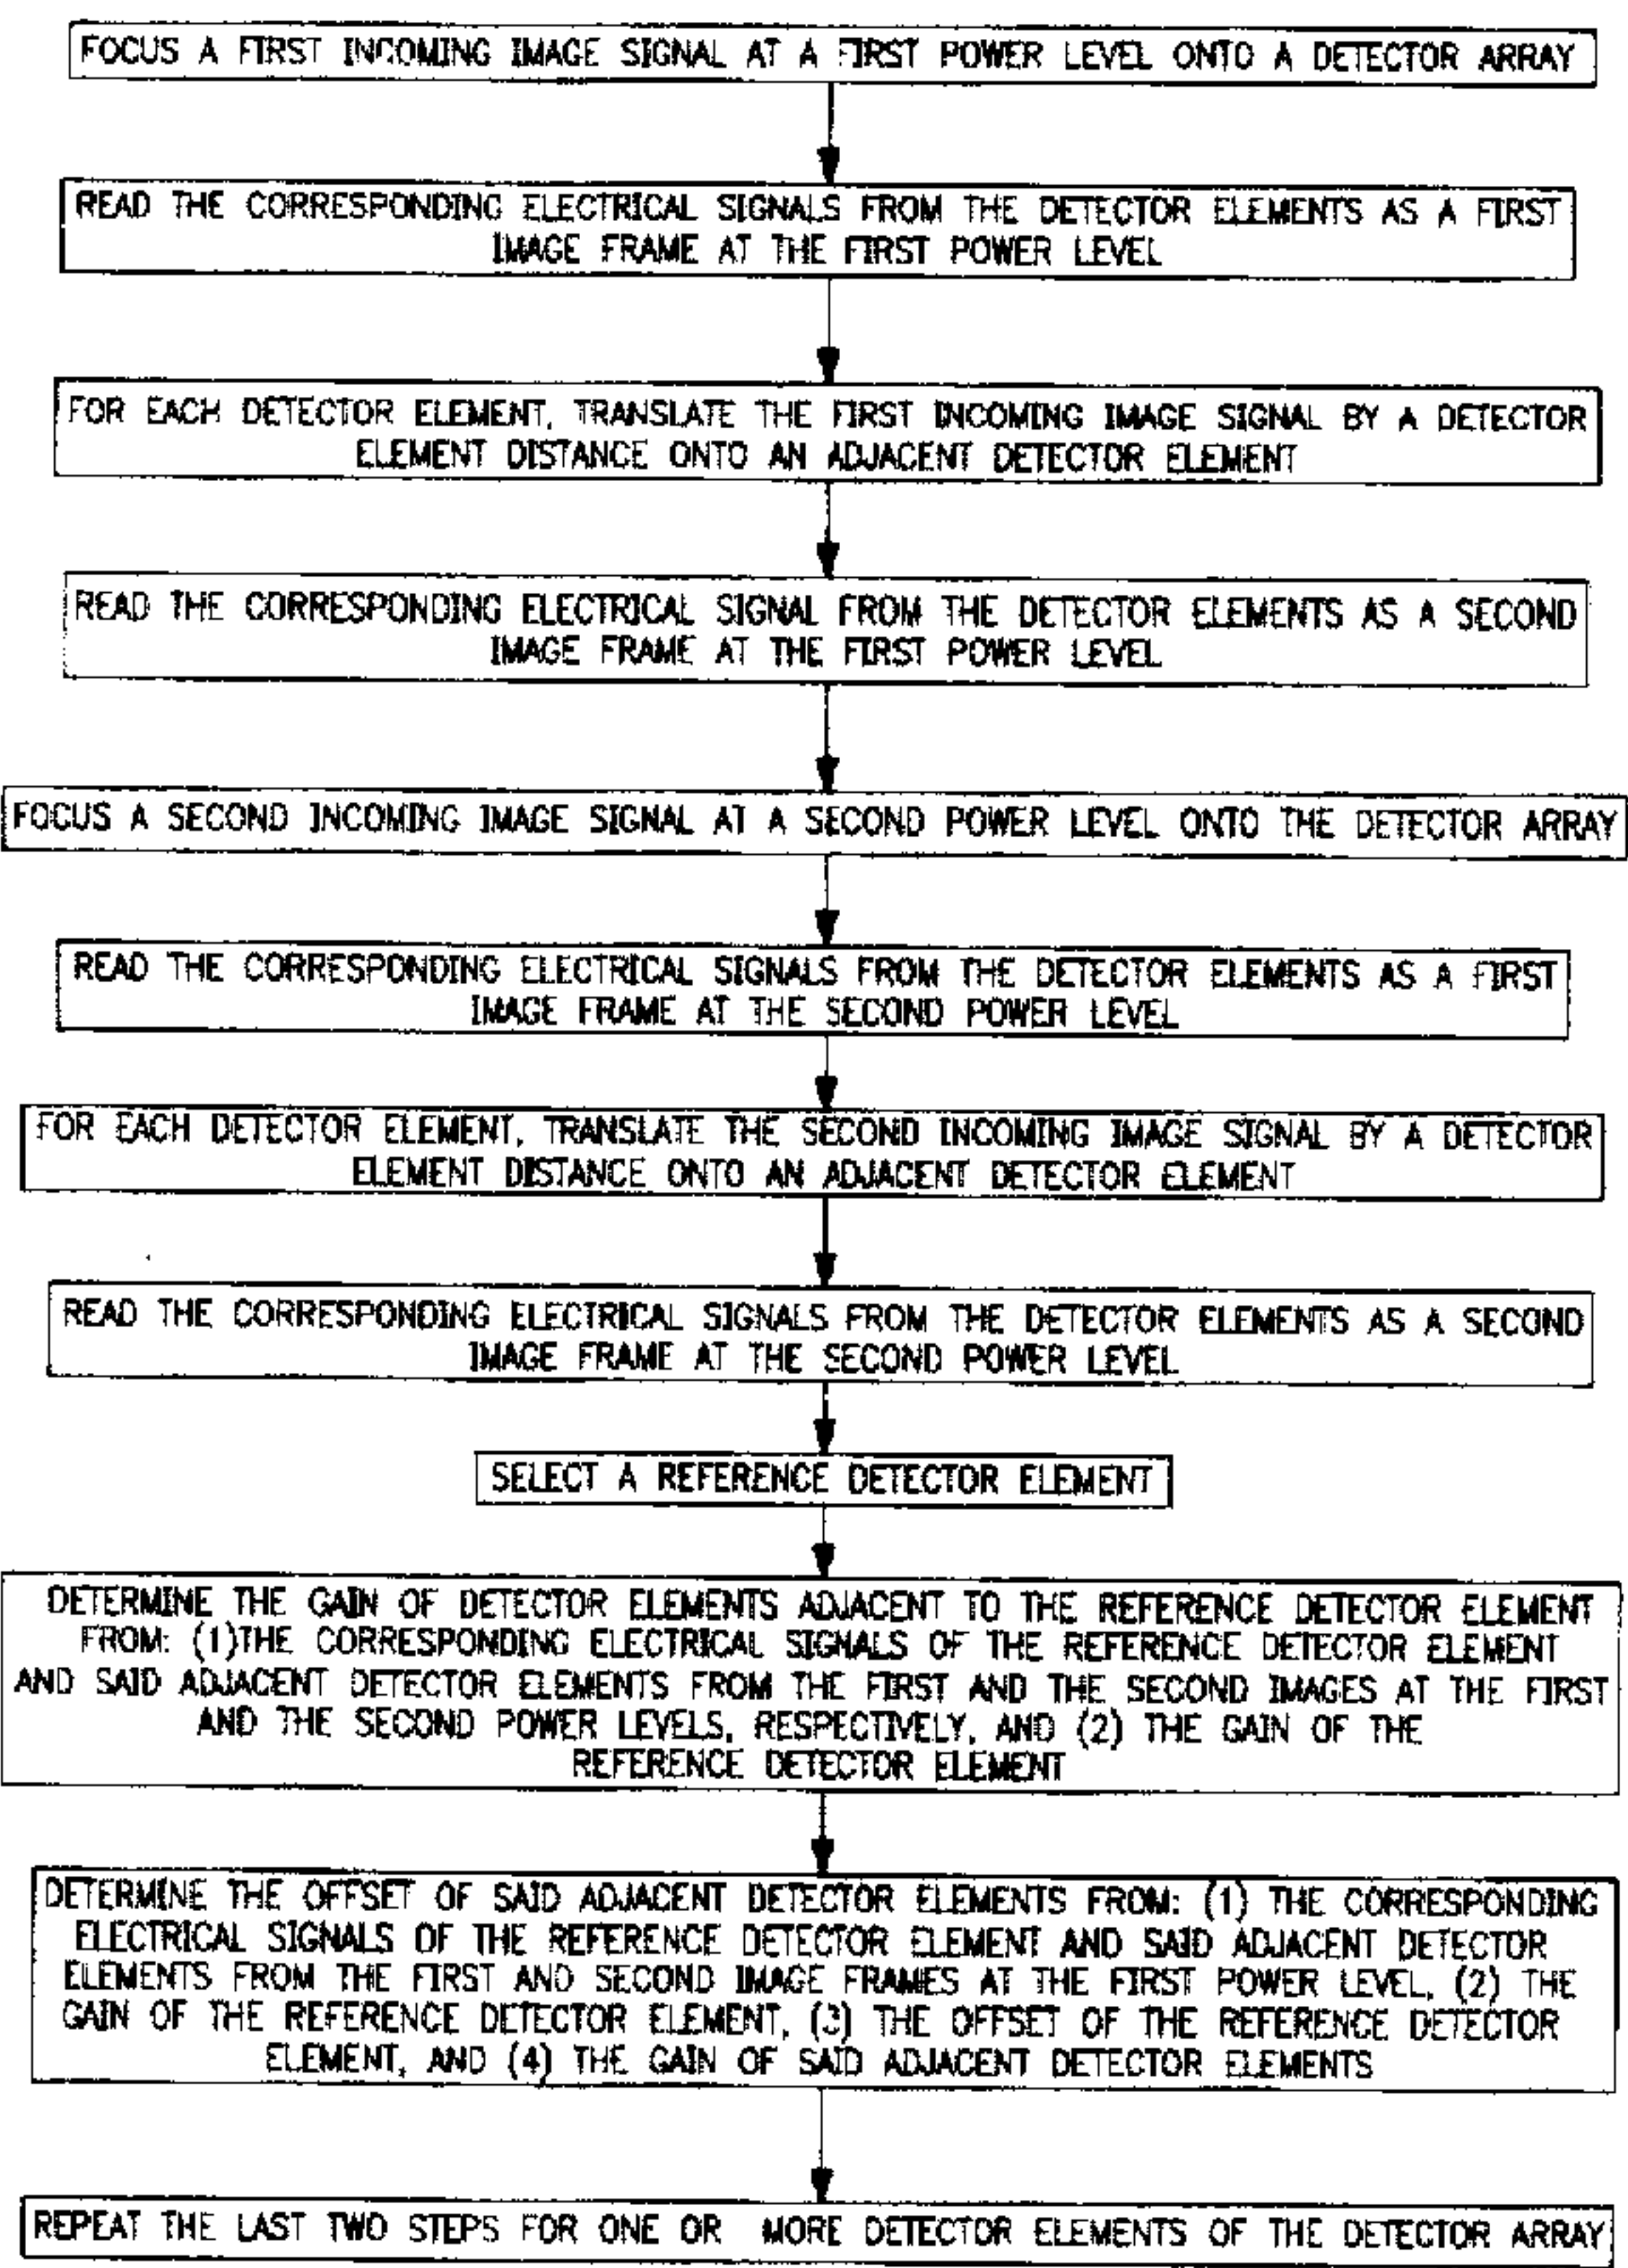 FOCUS A FIRST INCOMING IMAGE SIGNAL AT A FIRST POWER LEVEL ONTO A DETECTOR ARRAY
READ THE CORRESPONDING ELECTRICAL SIGNALS FROM THE DETECTOR ELEMENTS AS A FIRST
IMAGE FRAME AT THE FIRST POWER LEVEL
FOR EACH DETECTOR ELEMENT, TRANSLATE THE FIRST INCOMING IMAGE SIGNAL BY A DETECTOR
ELEMENT DISTANCE ONTO AN ADJACENT DETECTOR ELEMENT
READ THE CORRESPONDING ELECTRICAL SIGNAL FROM THE DETECTOR ELEMENTS AS A SECOND
IMAGE FRAME AT THE FIRST POWER LEVEL
FOCUS A SECOND INCOMING IMAGE SIGNAL AT A SECOND POWER LEVEL ONTO THE DETECTOR ARRAY
READ THE CORRESPONDING ELECTRICAL SIGNALS FROM THE DETECTOR ELEMENTS AS A FIRST
IMAGE FRAME AT THE SECOND POWER LEVEL
FOR EACH DETECTOR ELEMENT, TRANSLATE THE SECOND INCOMING IMAGE SIGNAL BY A DETECTOR
ELEMENT DISTANCE ONTO AN ADJACENT DETECTOR ELEMENT
READ THE CORRESPONDING ELECTRICAL SIGNALS FROM THE DETECTOR ELEMENTS AS A SECOND
IMAGE FRAME AT THE SECOND POWER LEVEL
SELECT A REFERENCE DETECTOR ELEMENT
DETERMINE THE GAIN OF DETECTOR ELEMENTS ADJACENT TO THE REFERENCE DETECTOR ELEMENT
FROM: (1)THE CORRESPONDING ELECTRICAL SIGNALS OF THE REFERENCE DETECTOR ELEMENT
AND SAID ADJACENT DETECTOR ELEMENTS FROM THE FIRST AND THE SECOND IMAGES AT THE FIRST
AND THE SECOND POWER LEVELS, RESPECTIVELY, AND (2) THE GAIN OF THE
REFERENCE DETECTOR ELEMENT
DETERMINE THE OFFSET OF SAID ADJACENT DETECTOR ELEMENTS FROM: (1) THE CORRESPONDING
ELECTRICAL SIGNALS OF THE REFERENCE DETECTOR ELEMENT AND SAID ADJACENT DETECTOR
ELEMENTS FROM THE FIRST AND SECOND IMAGE FRAMES AT THE FIRST POWER LEVEL, (2) THE
GAIN OF THE REFERENCE DETECTOR ELEMENT, (3) THE OFFSET OF THE REFERENCE DETECTOR
ELEMENT, AND (4) THE GAIN OF SAID ADJACENT DETECTOR ELEMENTS
REPEAT THE LAST TWO STEPS FOR ONE OR MORE DETECTOR ELEMENTS OF THE DETECTOR ARRAY